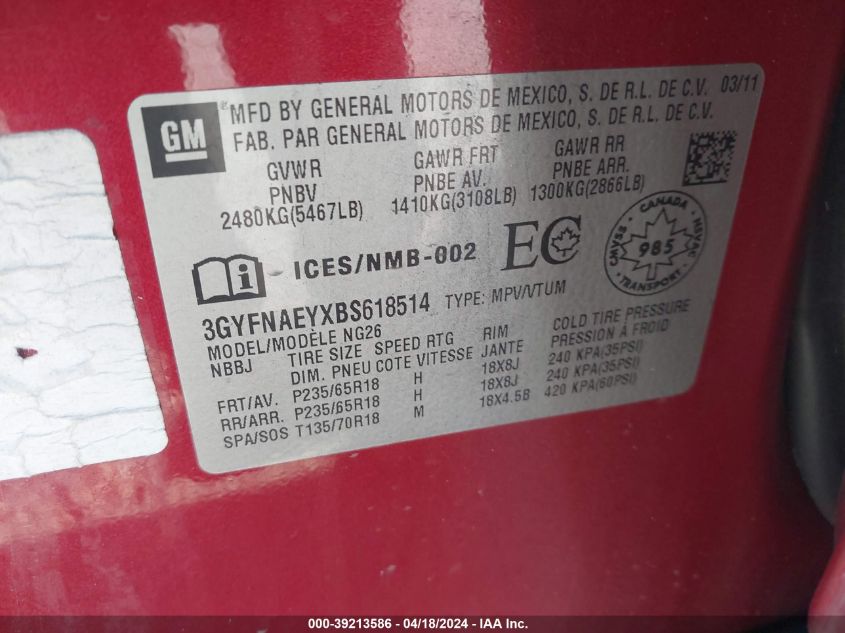 GM
MFD BY GENERAL MOTORS DE MEXICO, S. DE R.L. DE C.V. 03/11
FAB. PAR GENERAL MOTORS DE MEXICO, S. DE R.L. DE C.V.
GVWR GAWR FRT GAWR RR
PNBV PNBE AV. PNBE ARR.
2480KG(5467LB) 1410KG(3108LB) 1300KG(2866LB)
i ICES/NMB-002 EC
CANADA
985
TRANSPORT
3GYFNAEYXBS618514 TYPE: MPV/VTUM
MODEL/MODÈLE NG26
NBBJ TIRE SIZE SPEED RTG RIM COLD TIRE PRESSURE
DIM. PNEU COTE VITESSE JANTE PRESSION À FROID
FRT/AV. P235/65R18 H 18X8J 240 KPA(35PSI)
RR/ARR. P235/65R18 H 18X8J 240 KPA(35PSI)
SPA/SOS T135/70R18 M 18X4.5B 420 KPA(60PSI)
000-39213586 - 04/18/2024 - IAAI Inc.